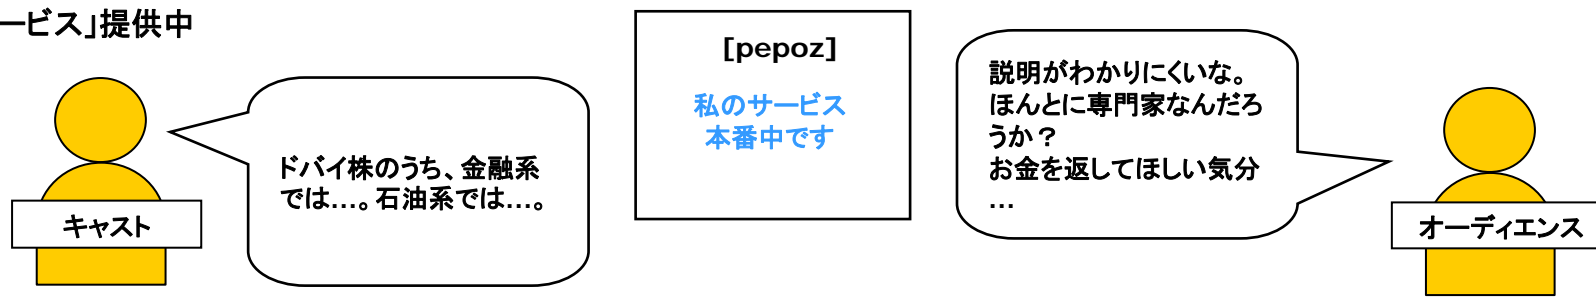 ービス」提供中
[pepoz]
私のサービス
本番中です
ドバイ株のうち、金融系
では…。石油系では…。
キャスト
説明がわかりにくいな。
ほんとに専門家なんだろ
うか？
お金を返してほしい気分
…
オーディエンス